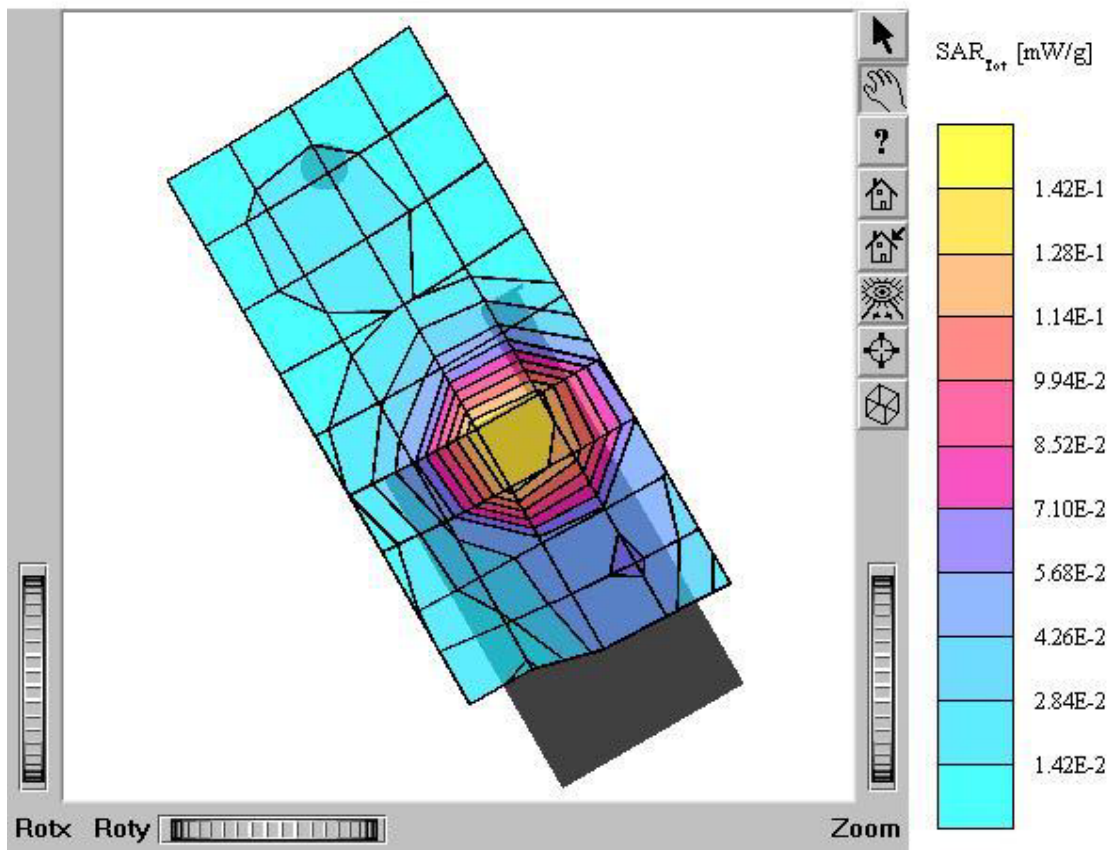 SAR_Tot [mW/g]
?
1.42E-1
1.28E-1
1.14E-1
9.94E-2
8.52E-2
7.10E-2
5.68E-2
4.26E-2
2.84E-2
1.42E-2
Rotx Roty Zoom